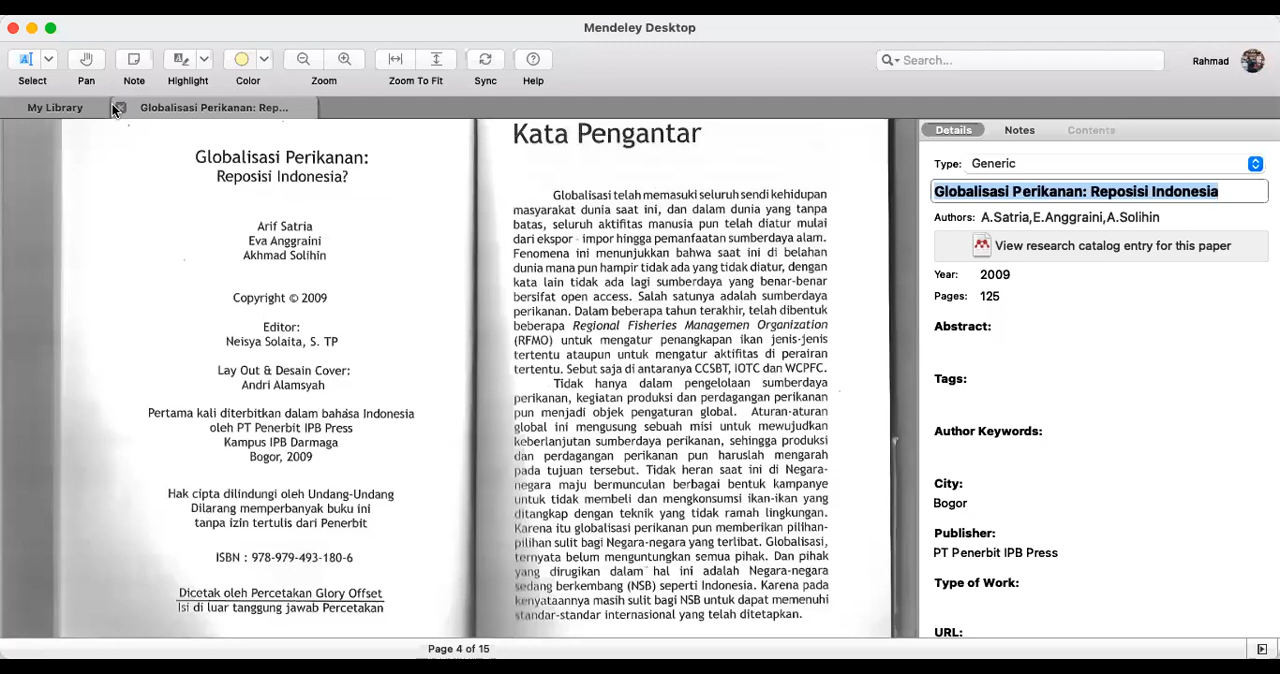 Mendeley Desktop
Select
Pan
Note
Highlight
Color
Zoom
Zoom To Fit
Sync
Help
Search...
Rahmad
My Library
Globalisasi Perikanan: Rep...
Globalisasi Perikanan:
Reposisi Indonesia?
Arif Satria
Eva Anggraini
Akhmad Solihin
Copyright © 2009
Editor:
Neisya Solaita, S. TP
Lay Out & Desain Cover:
Andri Alamsyah
Pertama kali diterbitkan dalam bahasa Indonesia
oleh PT Penerbit IPB Press
Kampus IPB Darmaga
Bogor, 2009
Hak cipta dilindungi oleh Undang-Undang
Dilarang memperbanyak buku ini
tanpa izin tertulis dari Penerbit
ISBN : 978-979-493-180-6
Dicetak oleh Percetakan Glory Offset
Isi di luar tanggung jawab Percetakan
Kata Pengantar
Globalisasi telah memasuki seluruh sendi kehidupan
masyarakat dunia saat ini, dan dalam dunia yang tanpa
batas, seluruh aktifitas manusia pun telah diatur mulai
dari ekspor - impor hingga pemanfaatan sumberdaya alam.
Fenomena ini menunjukkan bahwa saat ini di belahan
dunia mana pun hampir tidak ada yang tidak diatur, dengan
kata lain tidak ada lagi sumberdaya yang benar-benar
bersifat open access. Salah satunya adalah sumberdaya
perikanan. Dalam beberapa tahun terakhir, telah dibentuk
beberapa Regional Fisheries Managemen Organization
(RFMO) untuk mengatur penangkapan ikan jenis-jenis
tertentu ataupun untuk mengatur aktifitas di perairan
tertentu. Sebut saja di antaranya CCSBT, IOTC dan WCPFC.
Tidak hanya dalam pengelolaan sumberdaya
perikanan, kegiatan produksi dan perdagangan perikanan
pun menjadi objek pengaturan global. Aturan-aturan
global ini mengusung sebuah misi untuk mewujudkan
keberlanjutan sumberdaya perikanan, sehingga produksi
dan perdagangan perikanan pun haruslah mengarah
pada tujuan tersebut. Tidak heran saat ini di Negara-
negara maju bermunculan berbagai bentuk kampanye
untuk tidak membeli dan mengkonsumsi ikan-ikan yang
ditangkap dengan teknik yang tidak ramah lingkungan.
Karena itu globalisasi perikanan pun memberikan pilihan-
pilihan sulit bagi Negara-negara yang terlibat. Globalisasi,
ternyata belum menguntungkan semua pihak. Dan pihak
yang dirugikan dalam hal ini adalah Negara-negara
sedang berkembang (NSB) seperti Indonesia. Karena pada
kenyataannya masih sulit bagi NSB untuk dapat memenuhi
standar-standar internasional yang telah ditetapkan.
Details
Notes
Contents
Type: Generic
Globalisasi Perikanan: Reposisi Indonesia
Authors: A.Satria,E.Anggraini,A.Solihin
View research catalog entry for this paper
Year: 2009
Pages: 125
Abstract:
Tags:
Author Keywords:
City:
Bogor
Publisher:
PT Penerbit IPB Press
Type of Work:
URL:
Page 4 of 15